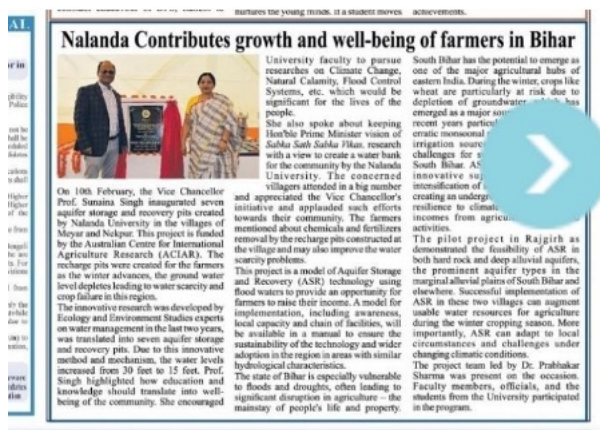 nurtures the young minds. If a student moves
achievements.
AL
Nalanda Contributes growth and well-being of farmers in Bihar
On 10th February, the Vice Chancellor
Prof. Sunaina Singh inaugurated seven
aquifer storage and recovery pits created
by Nalanda University in the villages of
Meyar and Nekpur. This project is funded
by the Australian Centre for International
Agriculture Research (ACIAR). The
recharge pits were created for the farmers
as the winter advances, the ground water
level depletes leading to water scarcity and
crop failure in this region.
The innovative research was developed by
Ecology and Environment Studies experts
on water management in the last two years,
was translated into seven aquifer storage
and recovery pits. Due to this innovative
method and mechanism, the water levels
increased from 30 feet to 15 feet. Prof.
Singh highlighted how education and
knowledge should translate into well-
being of the community. She encouraged
University faculty to pursue
researches on Climate Change,
Natural Calamity, Flood Control
Systems, etc. which would be
significant for the lives of the
people.
She also spoke about keeping
Hon'ble Prime Minister vision of
Sabka Sath Sabka Vikas, research
with a view to create a water bank
for the community by the Nalanda
University. The concerned
villagers attended in a big number
and appreciated the Vice Chancellor's
initiative and applauded such efforts
towards their community. The farmers
mentioned about chemicals and fertilizers
removal by the recharge pits constructed at
the village and may also improve the water
scarcity problems.
This project is a model of Aquifer Storage
and Recovery (ASR) technology using
flood waters to provide an opportunity for
farmers to raise their income. A model for
implementation, including awareness,
local capacity and chain of facilities, will
be available in a manual to ensure the
sustainability of the technology and wider
adoption in the region in areas with similar
hydrological characteristics.
The state of Bihar is especially vulnerable
to floods and droughts, often leading to
significant disruption in agriculture – the
mainstay of people's life and property.
South Bihar has the potential to emerge as
one of the major agricultural hubs of
eastern India. During the winter, crops like
wheat are particularly at risk due to
depletion of groundwater, which has
emerged as a major
recent years
erratic monsoonal
irrigation
challenges for
South Bihar.
innovative
intensification of
creating an
resilience to
incomes from
activities.
The pilot project in Rajgirh as
demonstrated the feasibility of ASR in
both hard rock and deep alluvial aquifers,
the prominent aquifer types in the
marginal alluvial plains of South Bihar and
elsewhere. Successful implementation of
ASR in these two villages can augment
usable water resources for agriculture
during the winter cropping season. More
importantly, ASR can adapt to local
circumstances and challenges under
changing climatic conditions.
The project team led by Dr. Prabhakar
Sharma was present on the occasion.
Faculty members, officials, and the
students from the University participated
in the program.